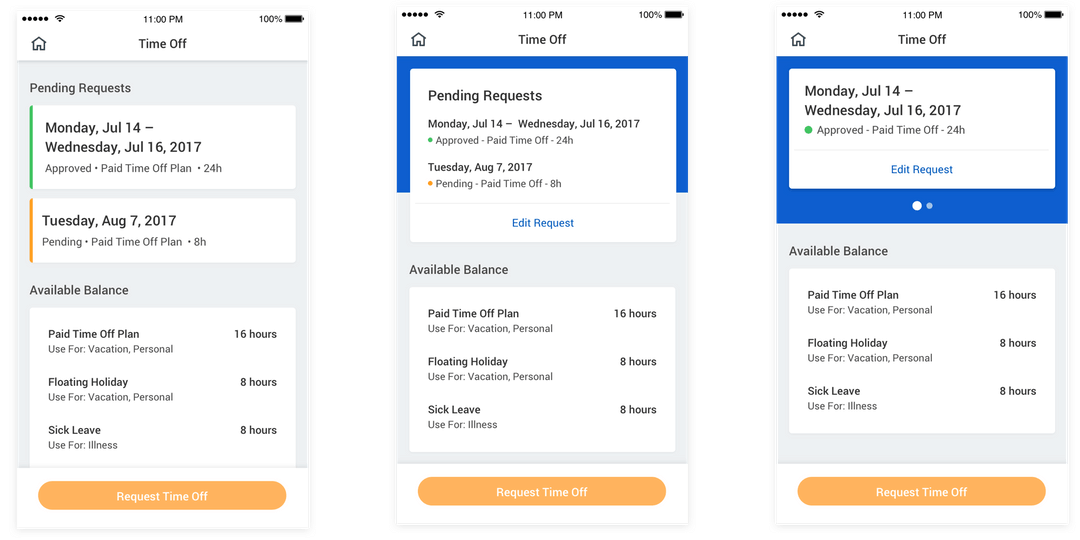 11:00 PM
100%
Time Off
Pending Requests
Monday, Jul 14 –
Wednesday, Jul 16, 2017
Approved • Paid Time Off Plan • 24h
Tuesday, Aug 7, 2017
Pending • Paid Time Off Plan • 8h
Available Balance
Paid Time Off Plan 16 hours
Use For: Vacation, Personal
Floating Holiday 8 hours
Use For: Vacation, Personal
Sick Leave 8 hours
Use For: Illness
Request Time Off
11:00 PM
100%
Time Off
Pending Requests
Monday, Jul 14 – Wednesday, Jul 16, 2017
Approved - Paid Time Off - 24h
Tuesday, Aug 7, 2017
Pending - Paid Time Off - 8h
Edit Request
Available Balance
Paid Time Off Plan 16 hours
Use For: Vacation, Personal
Floating Holiday 8 hours
Use For: Vacation, Personal
Sick Leave 8 hours
Use For: Illness
Request Time Off
11:00 PM
100%
Time Off
Monday, Jul 14 –
Wednesday, Jul 16, 2017
Approved - Paid Time Off - 24h
Edit Request
Available Balance
Paid Time Off Plan 16 hours
Use For: Vacation, Personal
Floating Holiday 8 hours
Use For: Vacation, Personal
Sick Leave 8 hours
Use For: Illness
Request Time Off